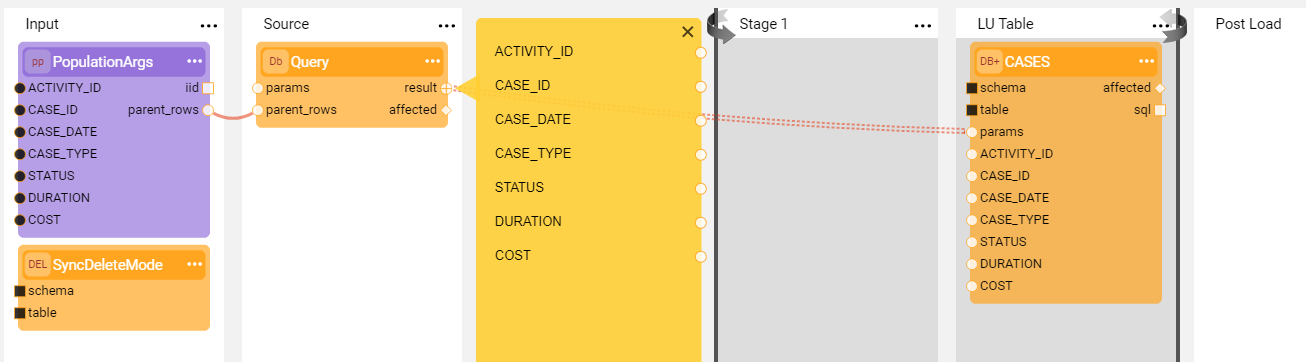 Input
pp PopulationArgs
ACTIVITY_ID iid
CASE_ID parent_rows
CASE_DATE
CASE_TYPE
STATUS
DURATION
COST
DEL SyncDeleteMode
schema
table
Source
Db Query
params result
parent_rows affected
ACTIVITY_ID
CASE_ID
CASE_DATE
CASE_TYPE
STATUS
DURATION
COST
Stage 1
LU Table
DB+ CASES
schema affected
table sql
params
ACTIVITY_ID
CASE_ID
CASE_DATE
CASE_TYPE
STATUS
DURATION
COST
Post Load